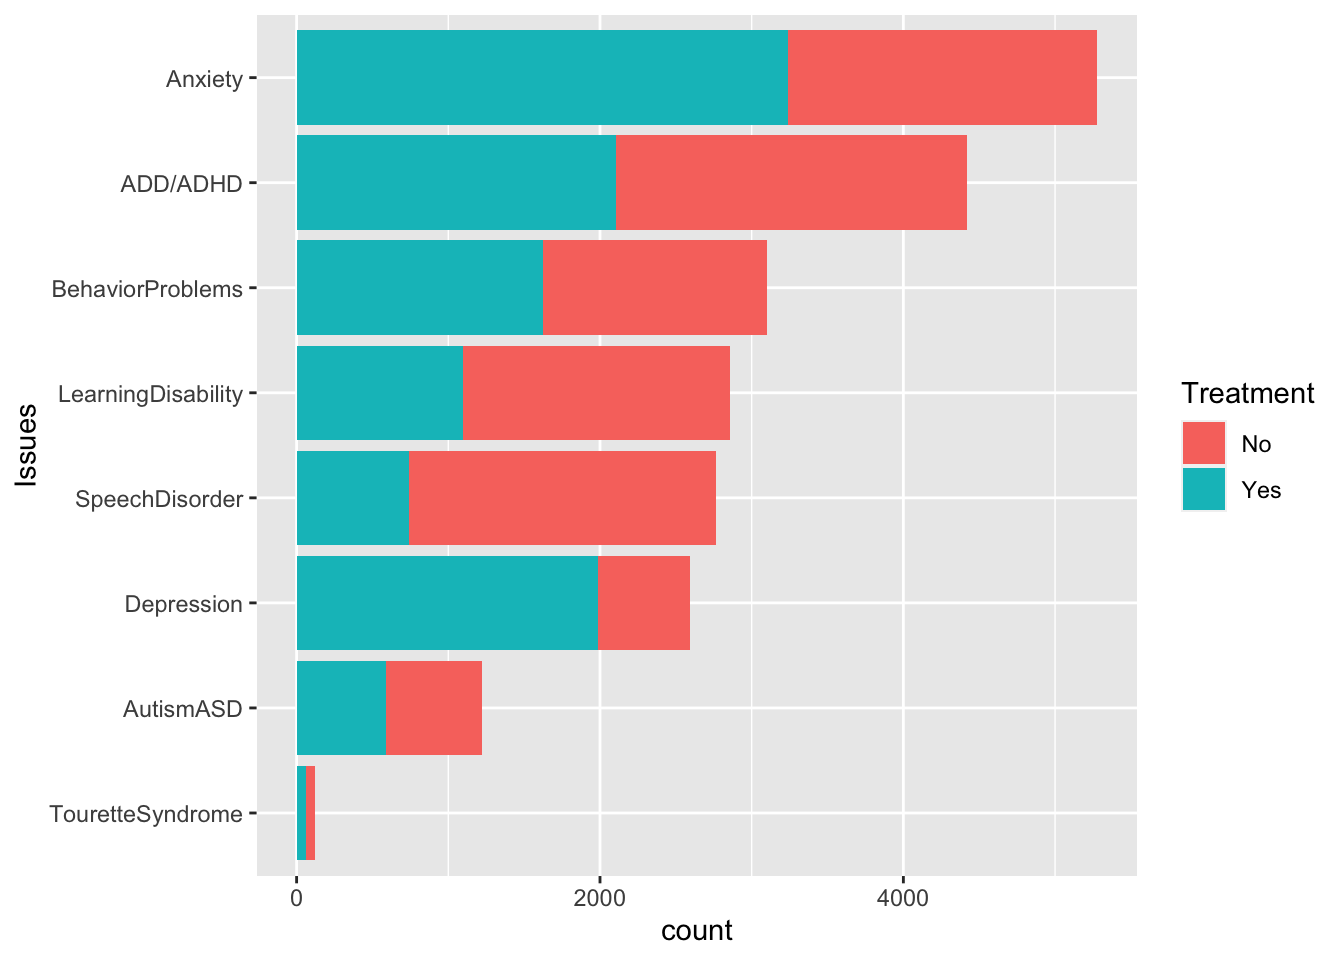 Anxiety
ADD/ADHD
BehaviorProblems
LearningDisability
SpeechDisorder
Depression
AutismASD
TouretteSyndrome
Issues
0 2000 4000
count
Treatment
No
Yes